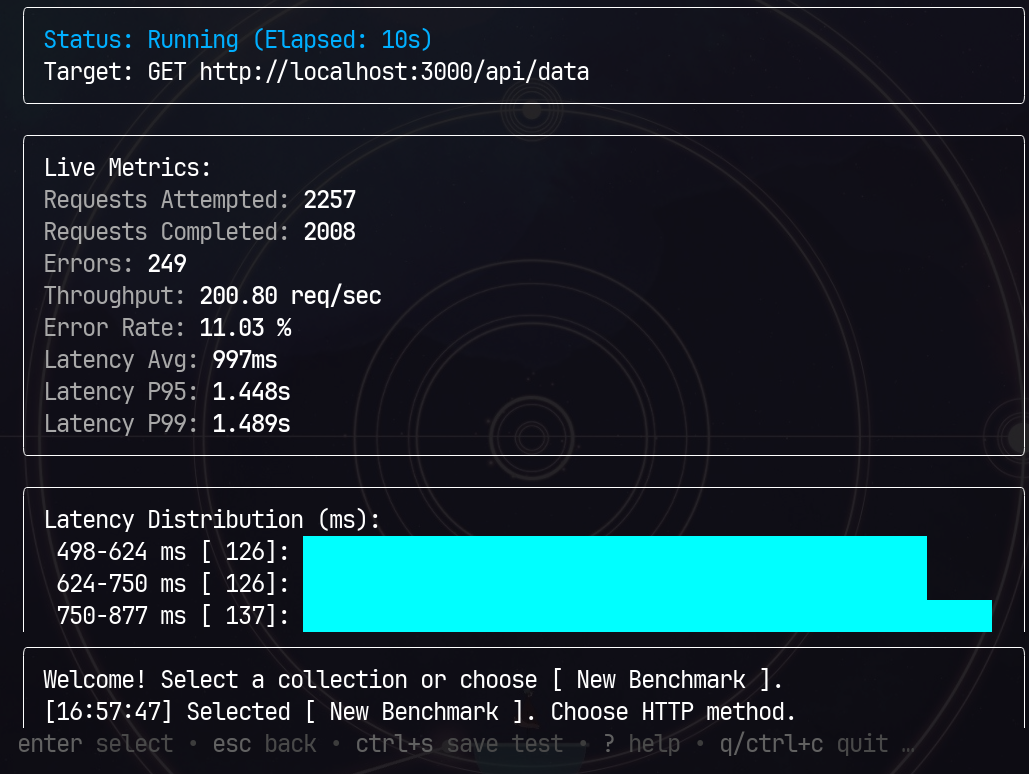 Status: Running (Elapsed: 10s)
Target: GET http://localhost:3000/api/data
Live Metrics:
Requests Attempted: 2257
Requests Completed: 2008
Errors: 249
Throughput: 200.80 req/sec
Error Rate: 11.03 %
Latency Avg: 997ms
Latency P95: 1.448s
Latency P99: 1.489s
Latency Distribution (ms):
498-624 ms [ 126]:
624-750 ms [ 126]:
750-877 ms [ 137]:
Welcome! Select a collection or choose [ New Benchmark ].
[16:57:47] Selected [ New Benchmark ]. Choose HTTP method.
enter select • esc back • ctrl+s save test • ? help • q/ctrl+c quit …